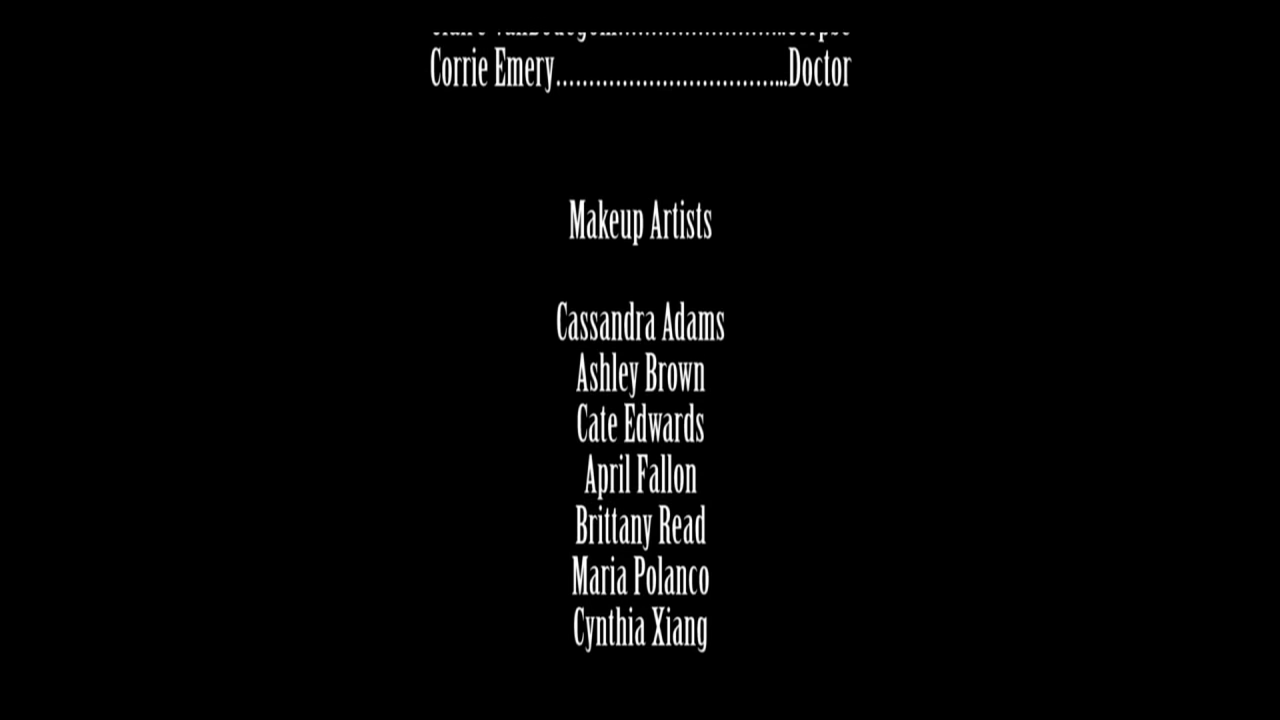 Corrie Emery....................................Doctor
Makeup Artists
Cassandra Adams
Ashley Brown
Cate Edwards
April Fallon
Brittany Read
Maria Polanco
Cynthia Xiang